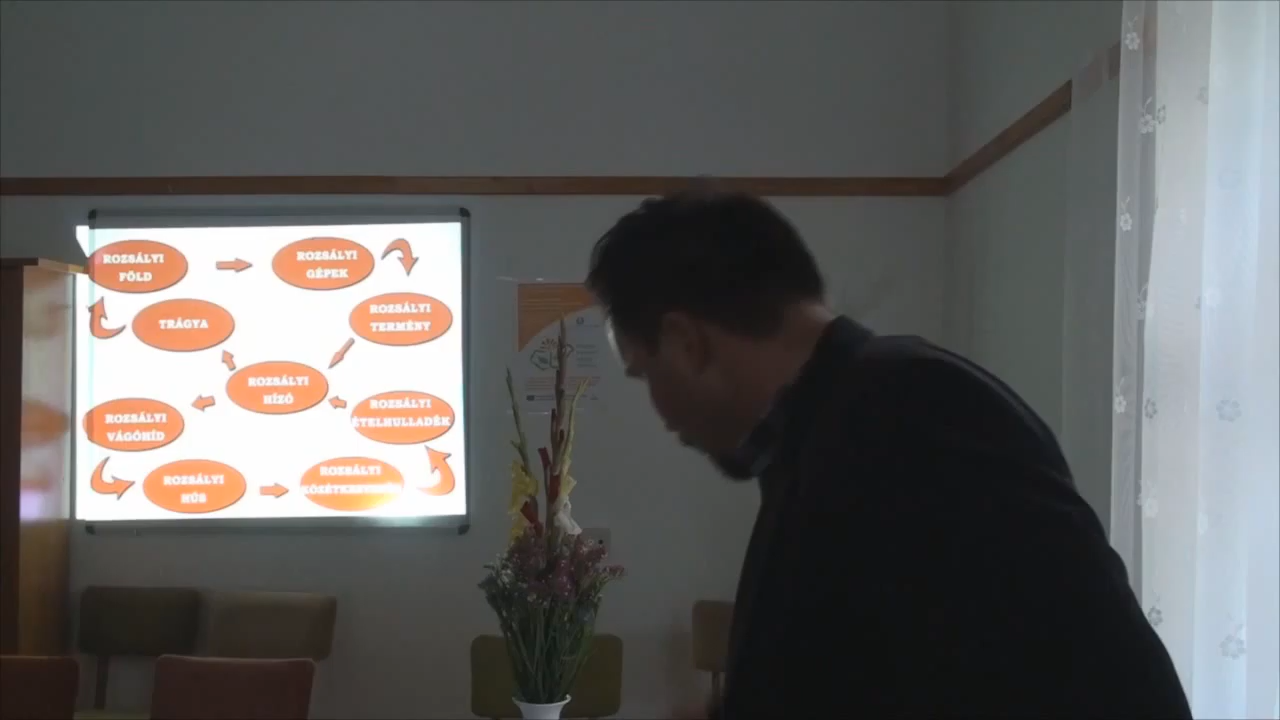 ROZSÁLYI
FÖLD
ROZSÁLYI
GÉPEK
ROZSÁLYI
TERMÉNY
TRÁGYA
ROZSÁLYI
HÍZÓ
ROZSÁLYI
VÁGÓHÍD
ROZSÁLYI
ÉTELHULLADÉK
ROZSÁLYI
HÚS
ROZSÁLYI